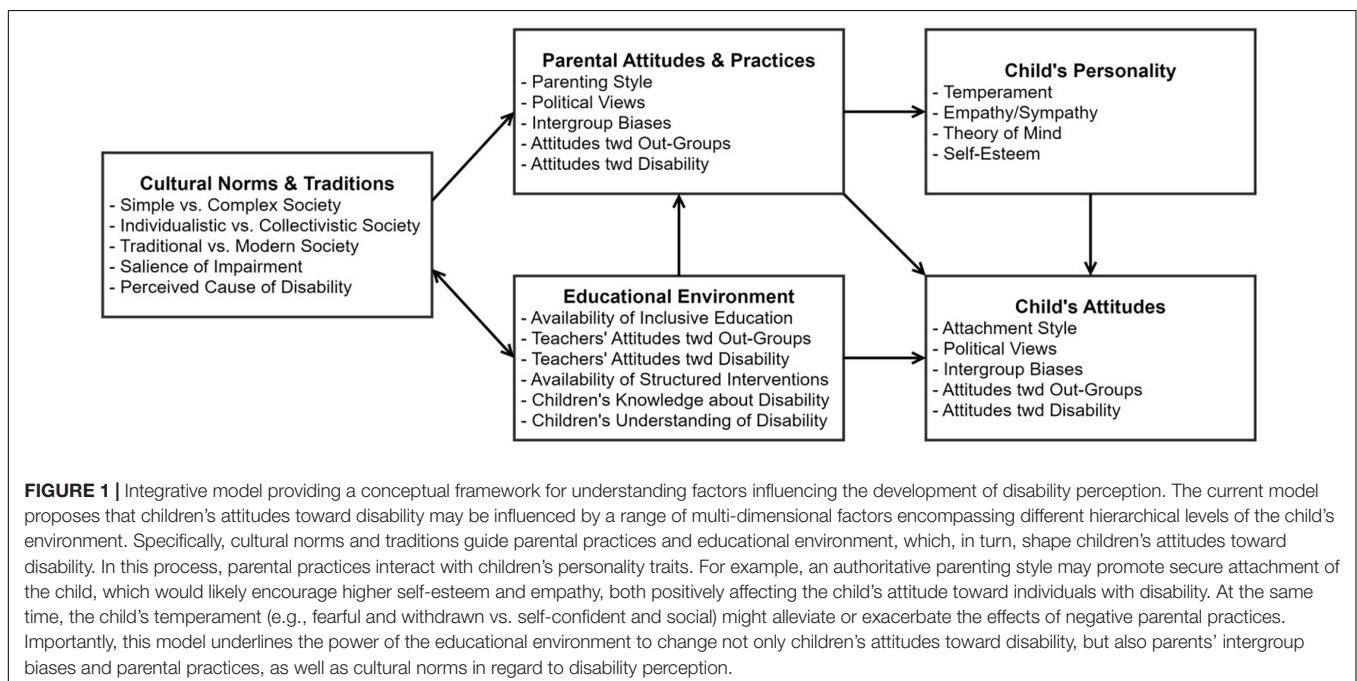 Cultural Norms & Traditions
- Simple vs. Complex Society
- Individualistic vs. Collectivistic Society
- Traditional vs. Modern Society
- Salience of Impairment
- Perceived Cause of Disability
Parental Attitudes & Practices
- Parenting Style
- Political Views
- Intergroup Biases
- Attitudes twd Out-Groups
- Attitudes twd Disability
Educational Environment
- Availability of Inclusive Education
- Teachers' Attitudes twd Out-Groups
- Teachers' Attitudes twd Disability
- Availability of Structured Interventions
- Children's Knowledge about Disability
- Children's Understanding of Disability
Child's Personality
- Temperament
- Empathy/Sympathy
- Theory of Mind
- Self-Esteem
Child's Attitudes
- Attachment Style
- Political Views
- Intergroup Biases
- Attitudes twd Out-Groups
- Attitudes twd Disability
FIGURE 1 | Integrative model providing a conceptual framework for understanding factors influencing the development of disability perception. The current model
proposes that children’s attitudes toward disability may be influenced by a range of multi-dimensional factors encompassing different hierarchical levels of the child’s
environment. Specifically, cultural norms and traditions guide parental practices and educational environment, which, in turn, shape children’s attitudes toward
disability. In this process, parental practices interact with children’s personality traits. For example, an authoritative parenting style may promote secure attachment of
the child, which would likely encourage higher self-esteem and empathy, both positively affecting the child’s attitude toward individuals with disability. At the same
time, the child’s temperament (e.g., fearful and withdrawn vs. self-confident and social) might alleviate or exacerbate the effects of negative parental practices.
Importantly, this model underlines the power of the educational environment to change not only children’s attitudes toward disability, but also parents’ intergroup
biases and parental practices, as well as cultural norms in regard to disability perception.